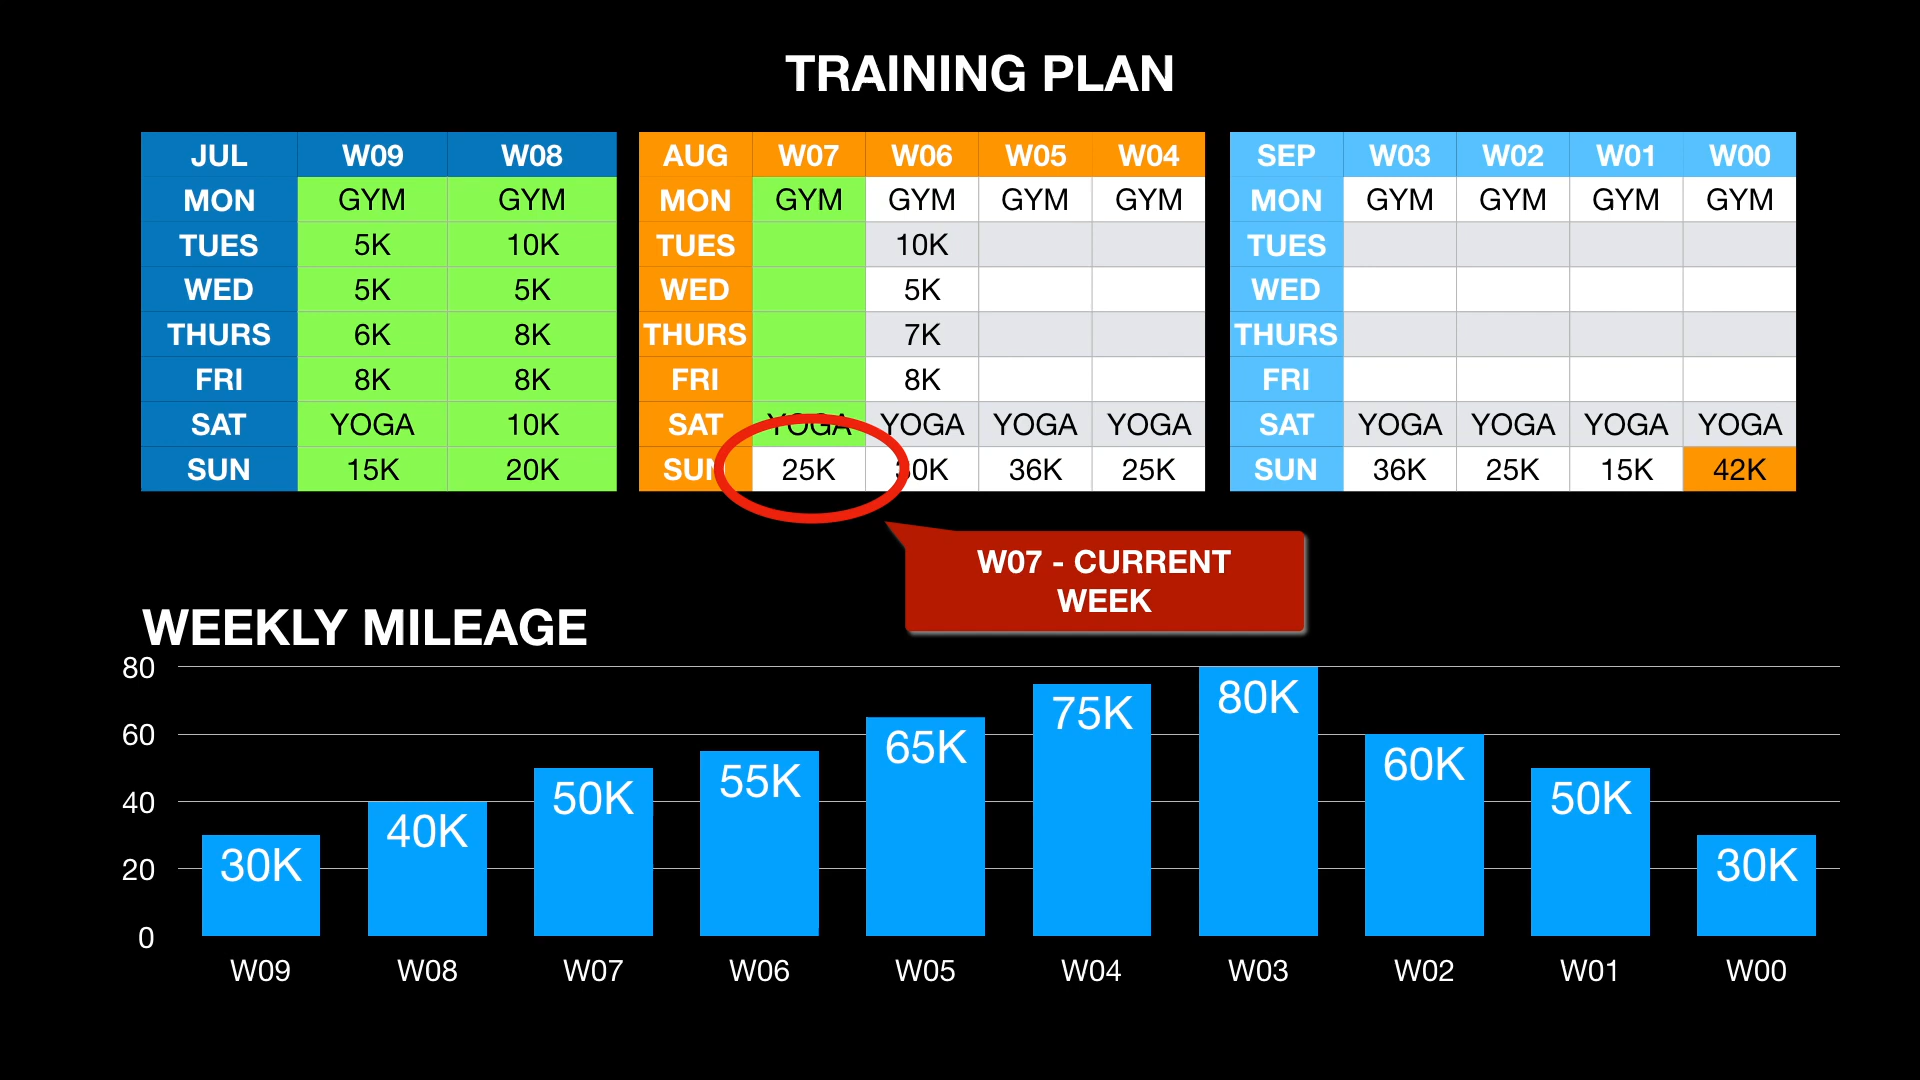 TRAINING PLAN
JUL W09 W08
MON GYM GYM
TUES 5K 10K
WED 5K 5K
THURS 6K 8K
FRI 8K 8K
SAT YOGA 10K
SUN 15K 20K
AUG W07 W06 W05 W04
MON GYM GYM GYM GYM
TUES 10K
WED 5K
THURS 7K
FRI 8K
SAT YOGA YOGA YOGA YOGA
SUN 25K 30K 36K 25K
SEP W03 W02 W01 W00
MON GYM GYM GYM GYM
TUES
WED
THURS
FRI
SAT YOGA YOGA YOGA YOGA
SUN 36K 25K 15K 42K
W07 - CURRENT
WEEK
WEEKLY MILEAGE
80
60
40
20
0
30K 40K 50K 55K 65K 75K 80K 60K 50K 30K
W09 W08 W07 W06 W05 W04 W03 W02 W01 W00